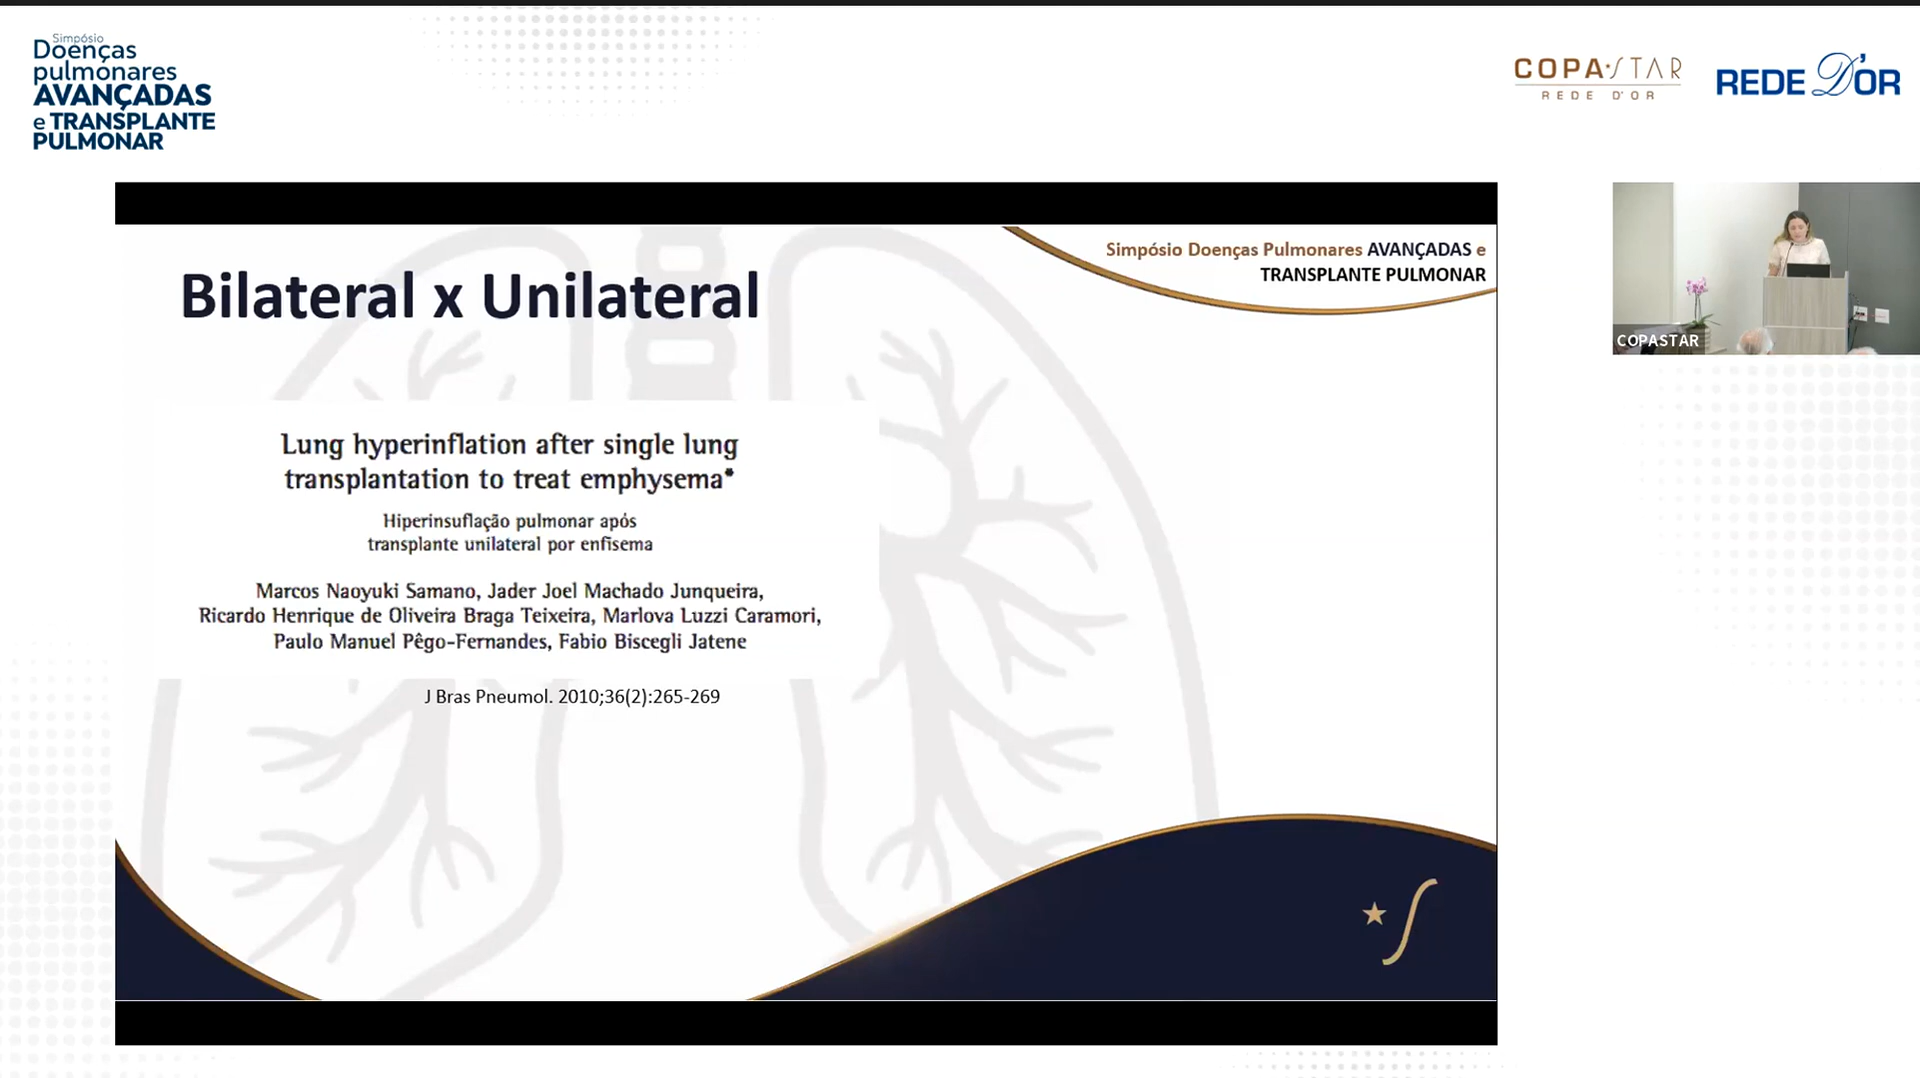 Simpósio
Doenças
pulmonares
AVANÇADAS
e TRANSPLANTE
PULMONAR
COPA STAR
REDE D'OR
REDE D'OR
Simpósio Doenças Pulmonares AVANÇADAS e
TRANSPLANTE PULMONAR
Bilateral x Unilateral
Lung hyperinflation after single lung
transplantation to treat emphysema*
Hiperinsuflação pulmonar após
transplante unilateral por enfisema
Marcos Naoyuki Samano, Jader Joel Machado Junqueira,
Ricardo Henrique de Oliveira Braga Teixeira, Marlova Luzzi Caramori,
Paulo Manuel Pêgo-Fernandes, Fabio Biscegli Jatene
J Bras Pneumol. 2010;36(2):265-269
COPASTAR